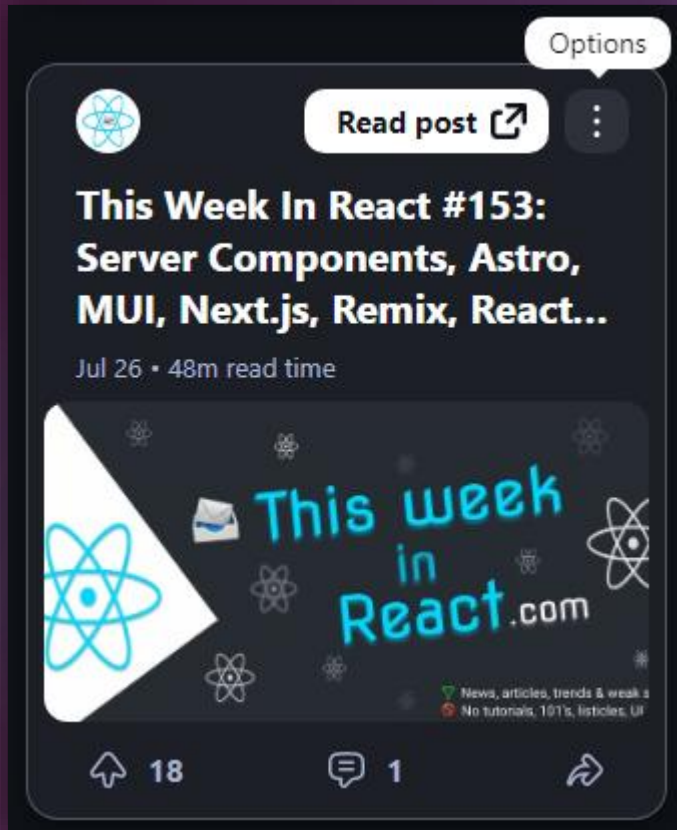 Options
Read post
This Week In React #153:
Server Components, Astro,
MUI, Next.js, Remix, React...
Jul 26 • 48m read time
This week
in
React.com
News, articles, trends & weak s
No tutorials, 101's, listicles, UI
18
1